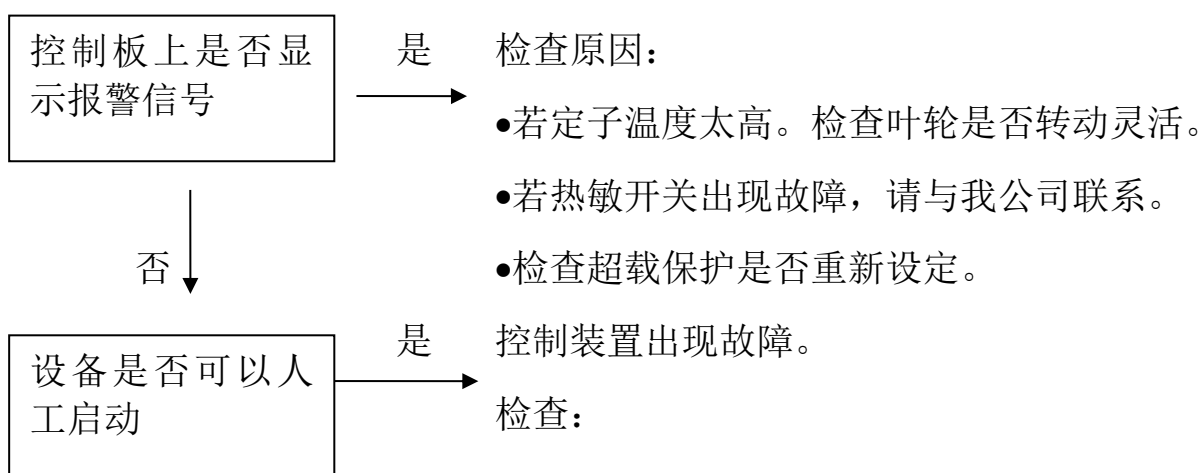 控制板上是否显
示报警信号
是
检查原因：
•若定子温度太高。检查叶轮是否转动灵活。
•若热敏开关出现故障，请与我公司联系。
•检查超载保护是否重新设定。
否
设备是否可以人
工启动
是
控制装置出现故障。
检查：